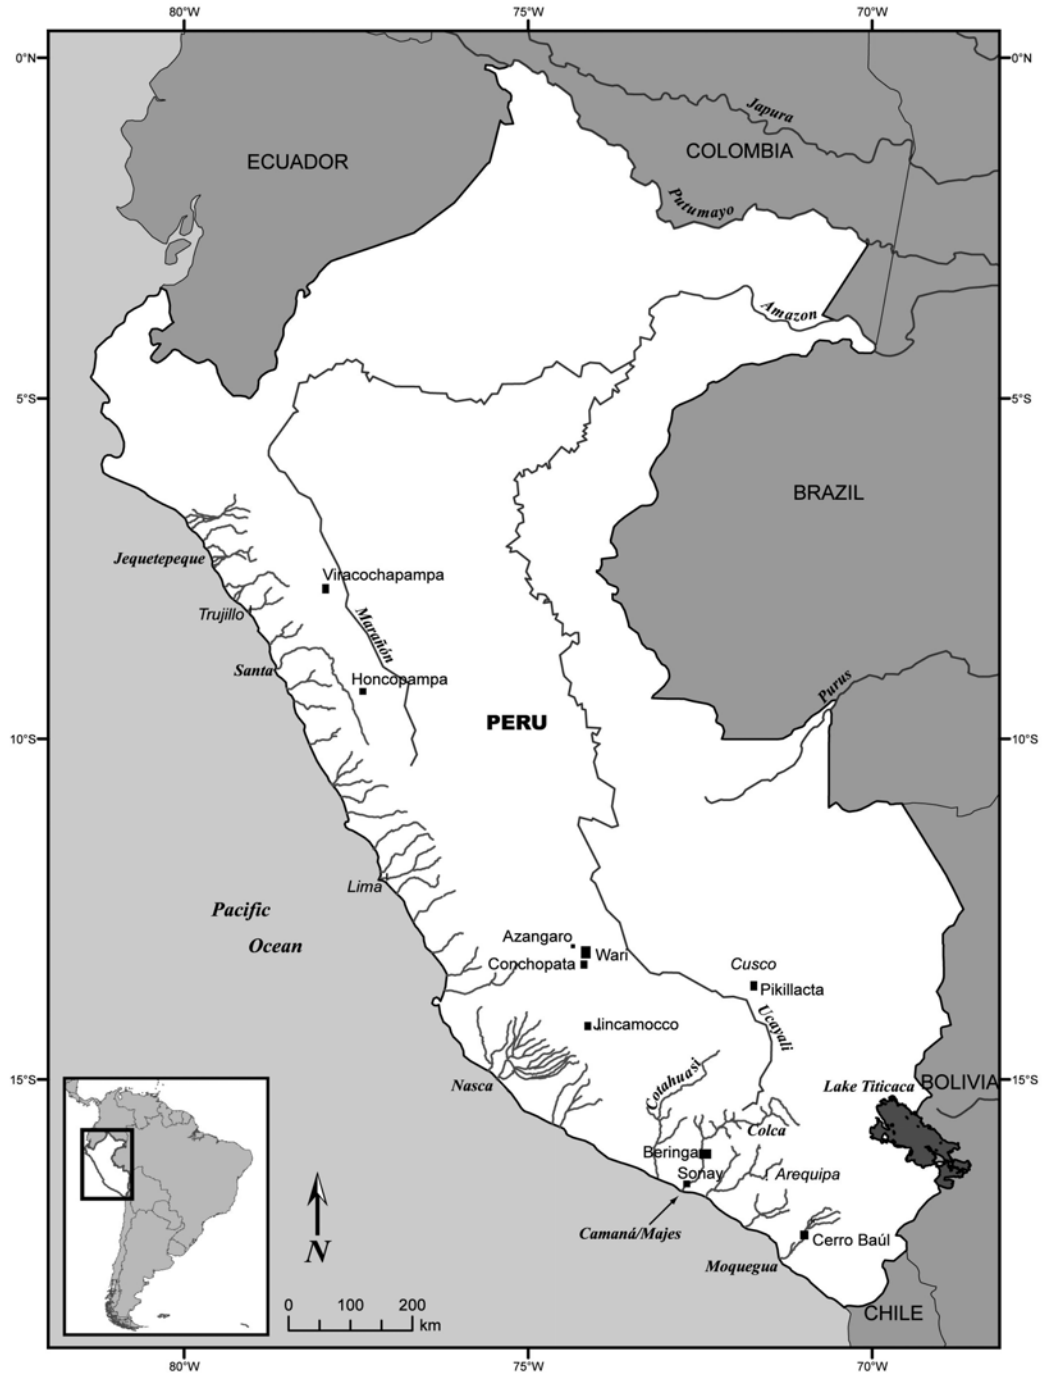 80°W
75°W
70°W
0°N
0°N
Japura
COLOMBIA
ECUADOR
Putumayo
Amazon
5°S
5°S
BRAZIL
Jequetepeque
Viracochapampa
Trujillo
Marañón
Santa
Honcopampa
Purus
PERU
10°S
10°S
Lima
Pacific
Ocean
Azangaro
Wari
Conchopata
Cusco
Pikillacta
Jincamocco
Ucayali
Cotahuasi
15°S
15°S
Nasca
Lake Titicaca
BOLIVIA
Colca
Beringa
Sonay
Arequipa
Camaná/Majes
Cerro Baúl
Moquegua
N
0 100 200
km
CHILE
80°W
75°W
70°W